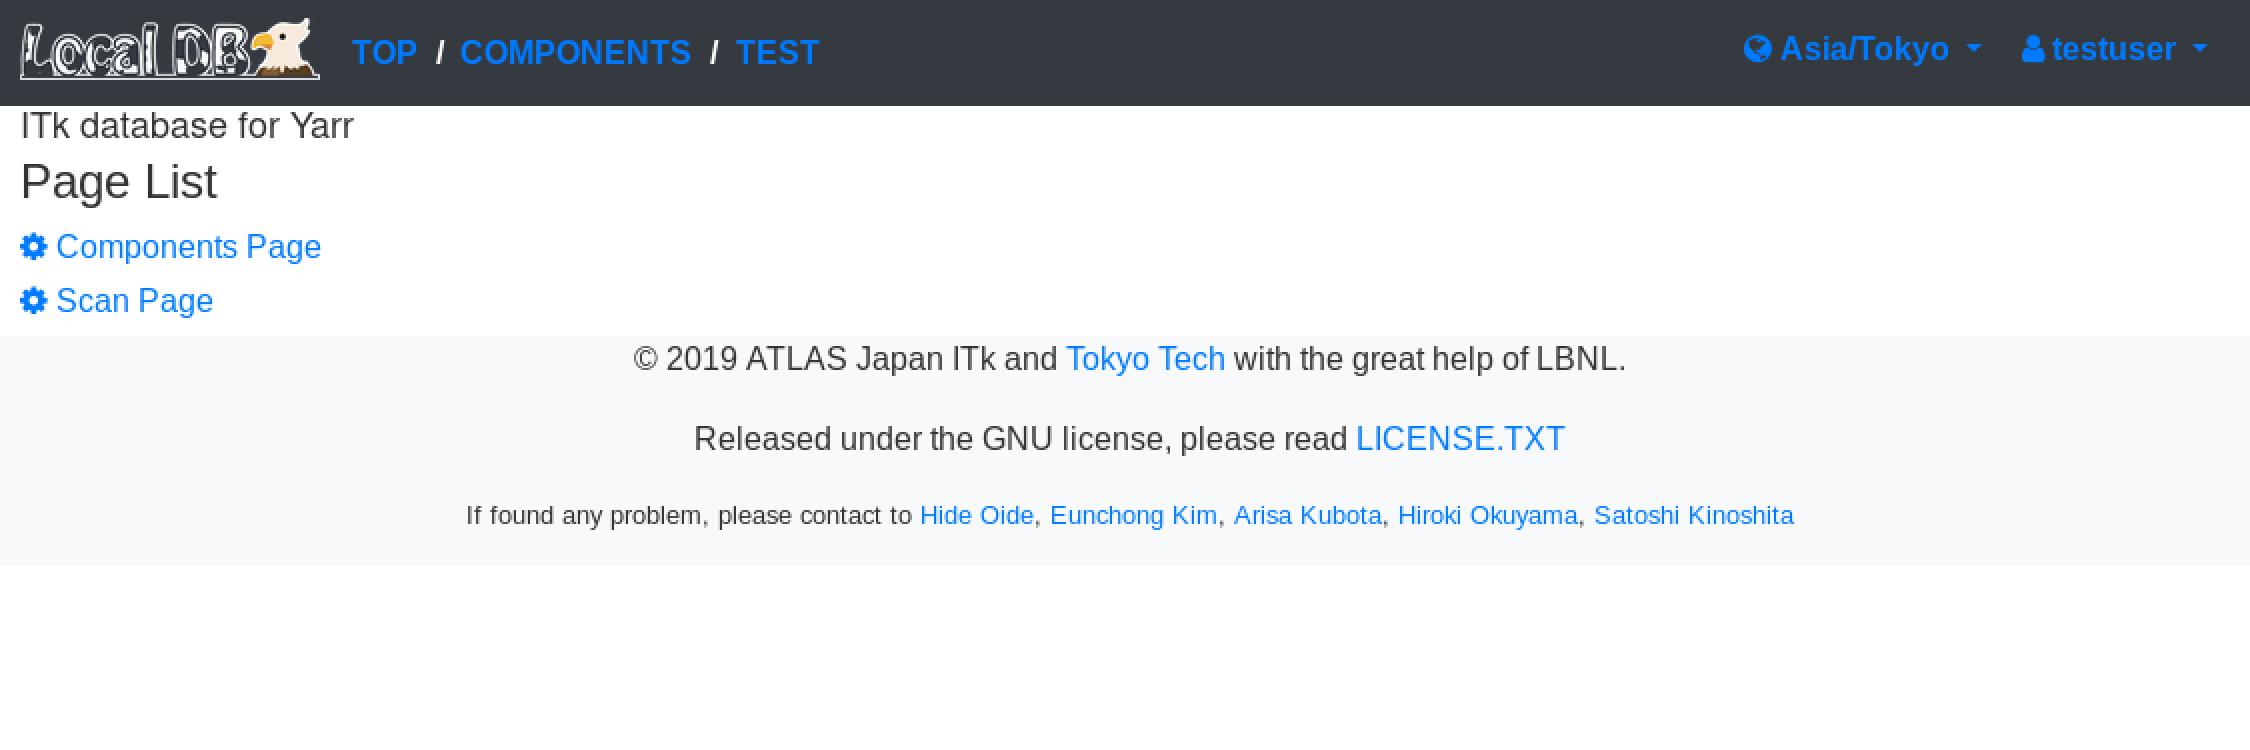 Local DB TOP / COMPONENTS / TEST Asia/Tokyo testuser
ITk database for Yarr
Page List
Components Page
Scan Page
© 2019 ATLAS Japan ITk and Tokyo Tech with the great help of LBNL.
Released under the GNU license, please read LICENSE.TXT
If found any problem, please contact to Hide Oide, Eunchong Kim, Arisa Kubota, Hiroki Okuyama, Satoshi Kinoshita